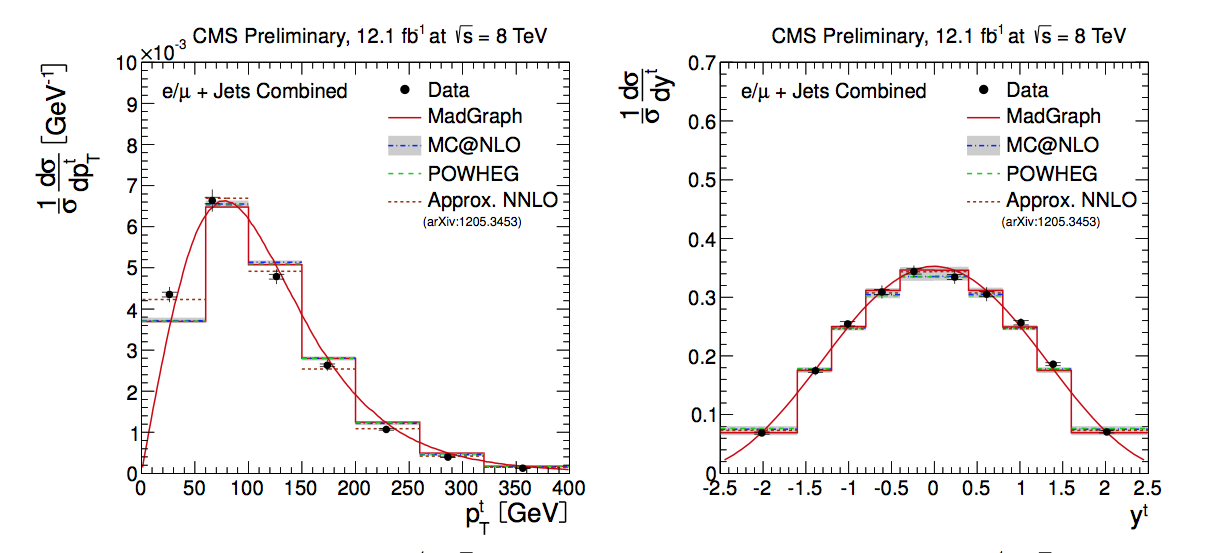 CMS Preliminary, 12.1 fb⁻¹ at √s = 8 TeV
×10⁻³
1/σ dσ/dp_T^t [GeV⁻¹]
e/μ + Jets Combined
Data
MadGraph
MC@NLO
POWHEG
Approx. NNLO
(arXiv:1205.3453)
10
9
8
7
6
5
4
3
2
1
0
0 50 100 150 200 250 300 350 400
p_T^t [GeV]
CMS Preliminary, 12.1 fb⁻¹ at √s = 8 TeV
1/σ dσ/dy^t
e/μ + Jets Combined
Data
MadGraph
MC@NLO
POWHEG
Approx. NNLO
(arXiv:1205.3453)
0.7
0.6
0.5
0.4
0.3
0.2
0.1
0
-2.5 -2 -1.5 -1 -0.5 0 0.5 1 1.5 2 2.5
y^t